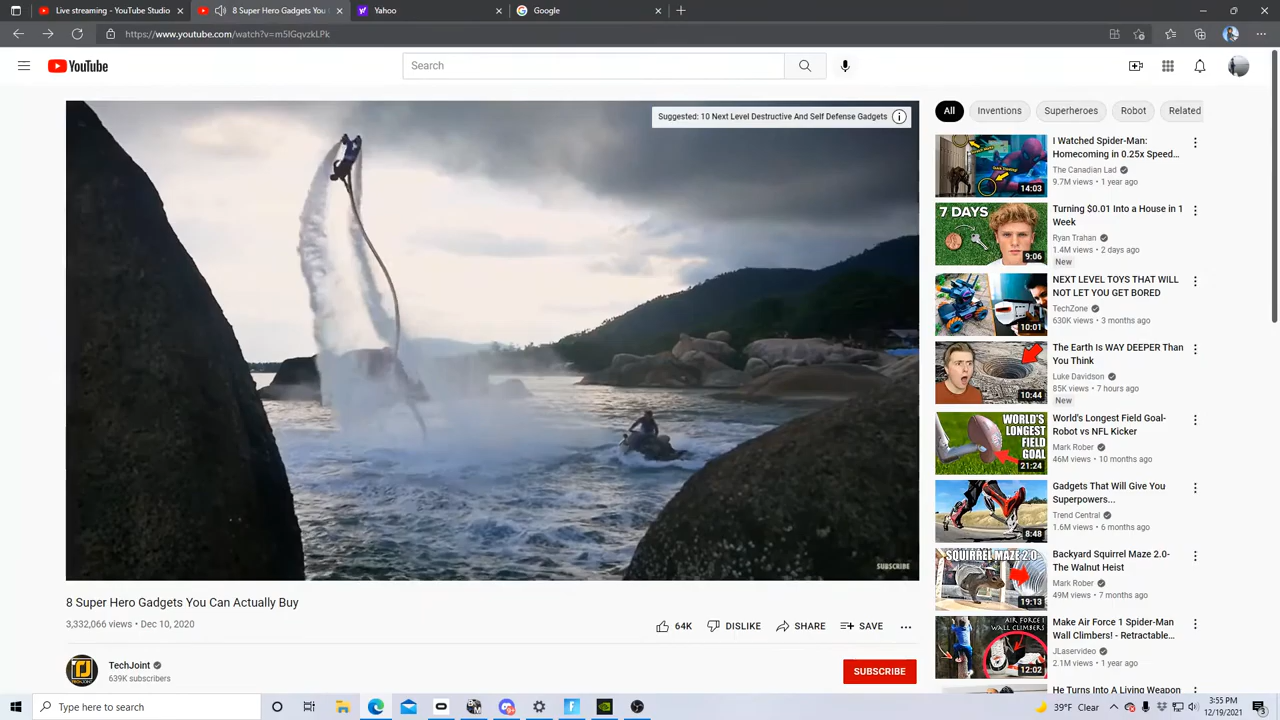 Live streaming - YouTube Studio
8 Super Hero Gadgets You
Yahoo
Google
https://www.youtube.com/watch?v=m5IGqvzkLPk
YouTube
Search
Suggested: 10 Next Level Destructive And Self Defense Gadgets
SUBSCRIBE
8 Super Hero Gadgets You Can Actually Buy
3,332,066 views • Dec 10, 2020
64K
DISLIKE
SHARE
SAVE
TechJoint
639K subscribers
SUBSCRIBE
All
Inventions
Superheroes
Robot
Related
14:03
I Watched Spider-Man:
Homecoming in 0.25x Speed...
The Canadian Lad
9.7M views • 1 year ago
7 DAYS
9:06
Turning $0.01 Into a House in 1
Week
Ryan Trahan
1.4M views • 2 days ago
New
10:01
NEXT LEVEL TOYS THAT WILL
NOT LET YOU GET BORED
TechZone
630K views • 3 months ago
10:44
The Earth Is WAY DEEPER Than
You Think
Luke Davidson
85K views • 7 hours ago
New
WORLD'S
LONGEST
FIELD
GOAL
21:24
World's Longest Field Goal-
Robot vs NFL Kicker
Mark Rober
46M views • 10 months ago
8:48
Gadgets That Will Give You
Superpowers...
Trend Central
1.6M views • 6 months ago
SQUIRREL MAZE 2.0
19:13
Backyard Squirrel Maze 2.0-
The Walnut Heist
Mark Rober
49M views • 7 months ago
AIR FORCE 1
WALL CLIMBERS
12:02
Make Air Force 1 Spider-Man
Wall Climbers! - Retractable...
JLaservideo
2.1M views • 1 year ago
He Turns Into A Living Weapon
Type here to search
39°F Clear
3:55 PM
12/19/2021